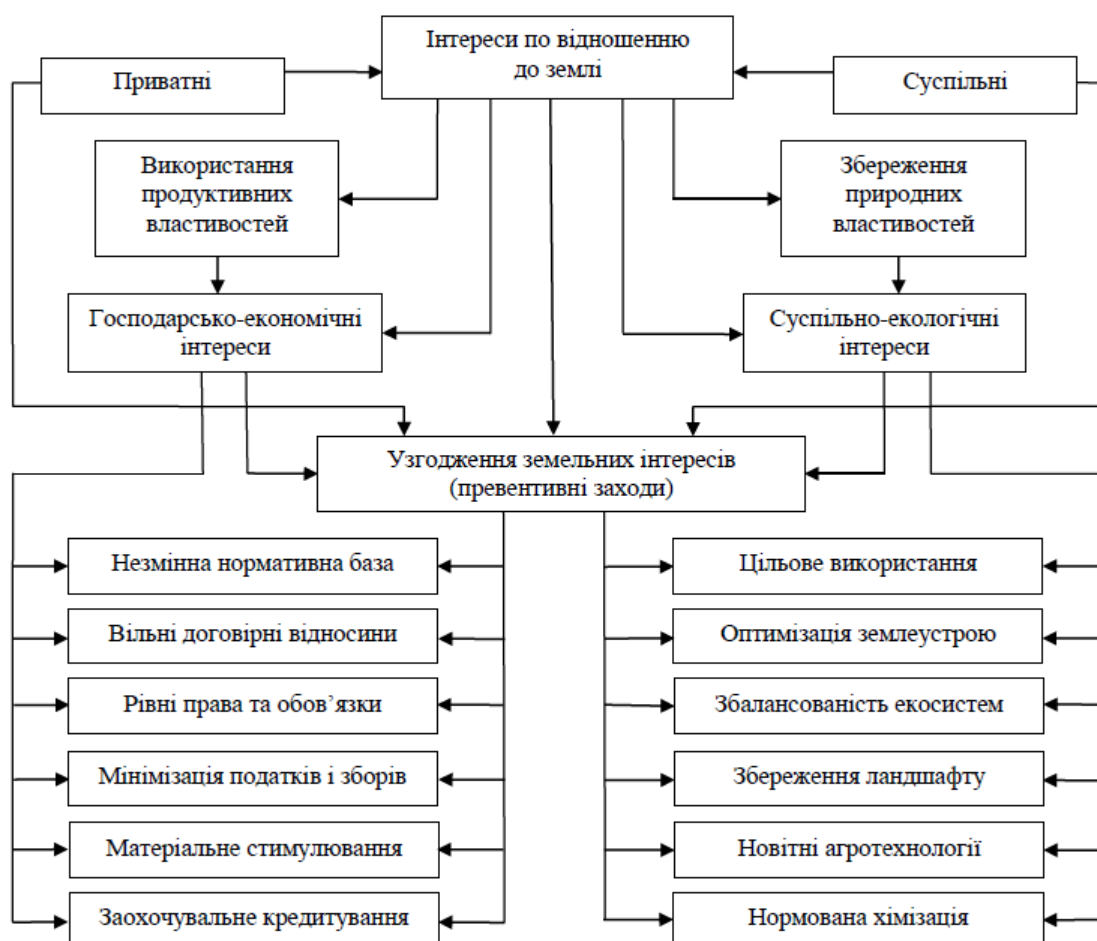 Інтереси по відношенню
до землі
Приватні
Суспільні
Використання
продуктивних
властивостей
Збереження
природних
властивостей
Господарсько-економічні
інтереси
Суспільно-екологічні
інтереси
Узгодження земельних інтересів
(превентивні заходи)
Незмінна нормативна база
Цільове використання
Вільні договірні відносини
Оптимізація землеустрою
Рівні права та обов’язки
Збалансованість екосистем
Мінімізація податків і зборів
Збереження ландшафту
Матеріальне стимулювання
Новітні агротехнології
Заохочувальне кредитування
Нормована хімізація